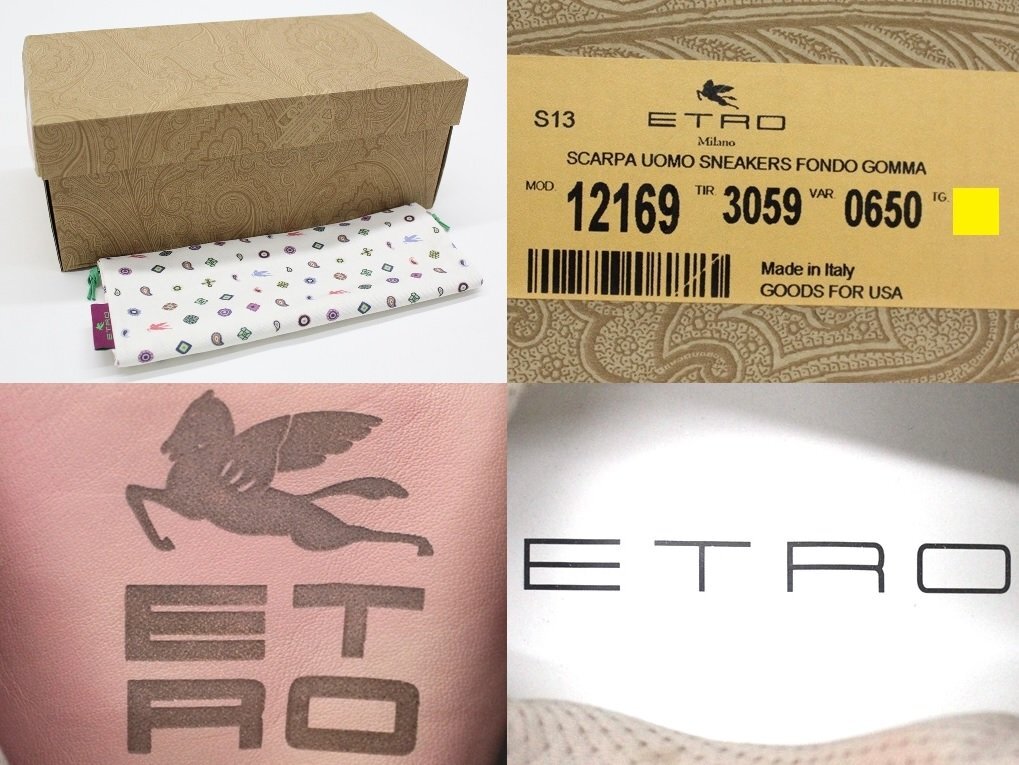 ETRO
S13
ETRO
Milano
SCARPA UOMO SNEAKERS FONDO GOMMA
MOD. 12169 TIR 3059 VAR. 0650 TG.
Made in Italy
GOODS FOR USA
ET
RO
ETRO